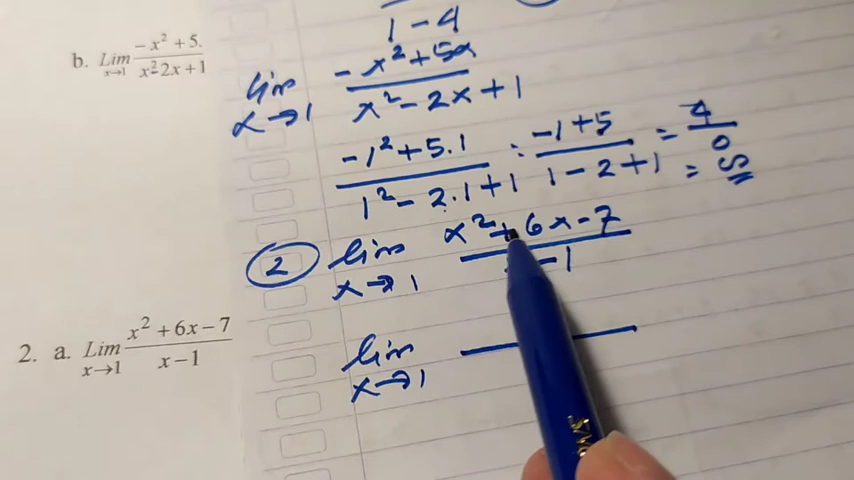 1 - 4
b. Lim x→1 -x² + 5. / x² - 2x + 1
lim x→1 -x² + 5x / x² - 2x + 1
-1² + 5.1 / 1² - 2.1 + 1 = -1 + 5 / 1 - 2 + 1 = 4 / 0
=
2 lim x→1 x² + 6x - 7 / - 1
2. a. Lim x→1 x² + 6x - 7 / x - 1
lim x→1